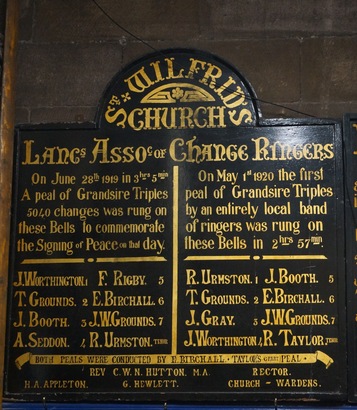 St WILFRID'S
CHURCH
LANCs ASSOc OF CHANGE RINGERS
On June 28th 1919 in 3 hrs 5 mins
A peal of Grandsire Triples
5040 changes was rung on
these Bells to commemorate
the Signing of Peace on that day.
J. WORTHINGTON. 1 F. RIGBY. 5
T. GROUNDS. 2 E. BIRCHALL. 6
J. BOOTH. 3 J.W. GROUNDS. 7
A. SEDDON. 4 R. URMSTON. TENOR
On May 1st 1920 the first
peal of Grandsire Triples
by an entirely local band
of ringers was rung on
these Bells in 2 hrs 57 min.
R. URMSTON. 1 J. BOOTH. 5
T. GROUNDS. 2 E. BIRCHALL. 6
J. GRAY. 3 J.W. GROUNDS. 7
J. WORTHINGTON 4 R. TAYLOR. TENOR
BOTH PEALS WERE CONDUCTED BY E. BIRCHALL. TAYLOR'S PEAL.
REV C. W. N. HUTTON, M.A. RECTOR.
H. A. APPLETON. G. HEWLETT. CHURCH - WARDENS.